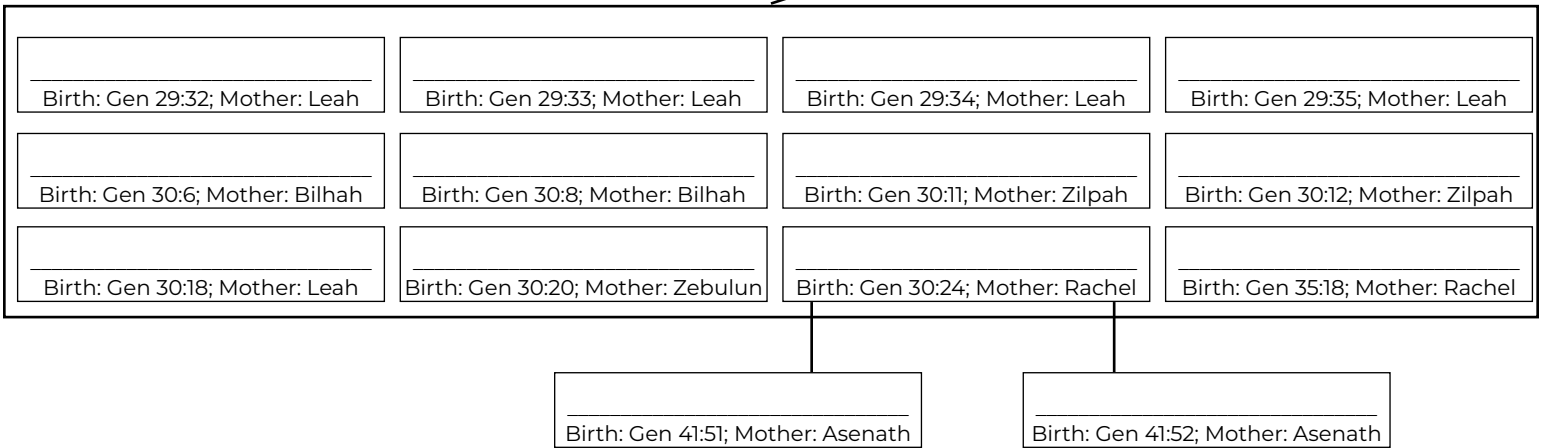 Birth: Gen 29:32; Mother: Leah
Birth: Gen 29:33; Mother: Leah
Birth: Gen 29:34; Mother: Leah
Birth: Gen 29:35; Mother: Leah
Birth: Gen 30:6; Mother: Bilhah
Birth: Gen 30:8; Mother: Bilhah
Birth: Gen 30:11; Mother: Zilpah
Birth: Gen 30:12; Mother: Zilpah
Birth: Gen 30:18; Mother: Leah
Birth: Gen 30:20; Mother: Zebulun
Birth: Gen 30:24; Mother: Rachel
Birth: Gen 35:18; Mother: Rachel
Birth: Gen 41:51; Mother: Asenath
Birth: Gen 41:52; Mother: Asenath